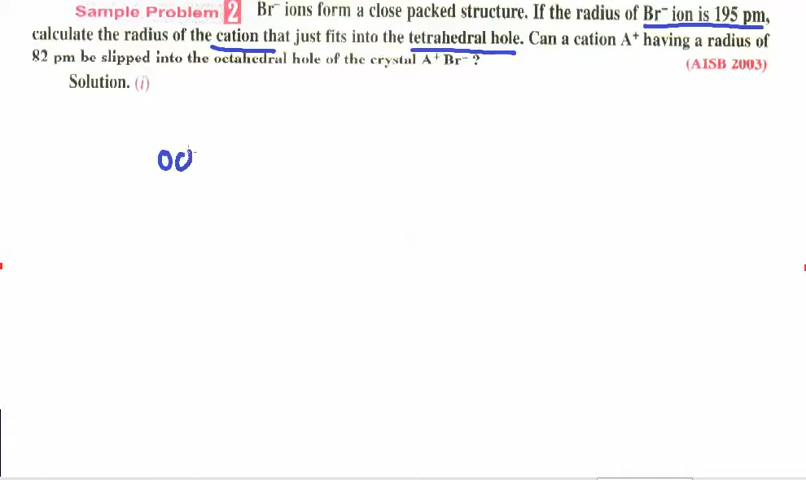 Sample Problem 2 Br⁻ ions form a close packed structure. If the radius of Br⁻ ion is 195 pm,
calculate the radius of the cation that just fits into the tetrahedral hole. Can a cation A⁺ having a radius of
82 pm be slipped into the octahedral hole of the crystal A⁺ Br⁻ ?
(AISB 2003)
Solution. (i)